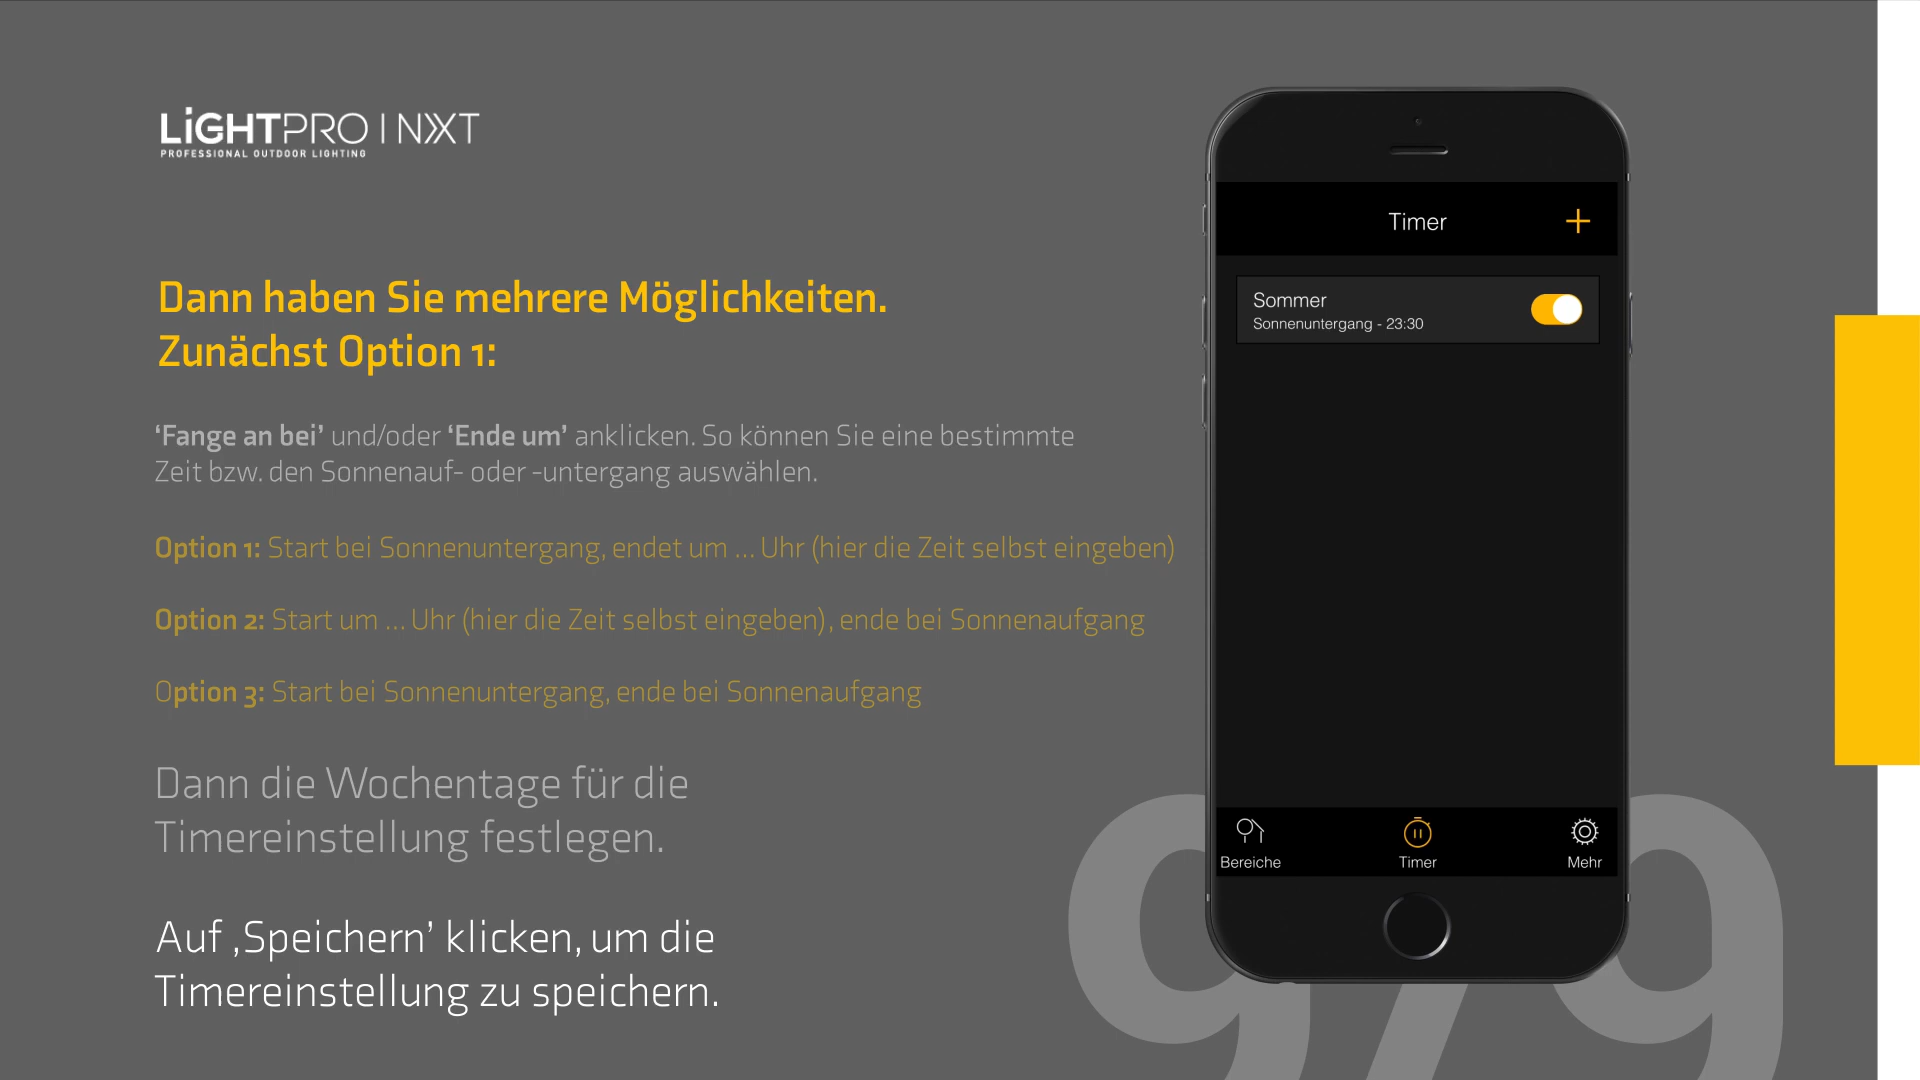 LiGHTPRO | NXT
PROFESSIONAL OUTDOOR LIGHTING
Dann haben Sie mehrere Möglichkeiten.
Zunächst Option 1:
‘Fange an bei’ und/oder ‘Ende um’ anklicken. So können Sie eine bestimmte
Zeit bzw. den Sonnenauf- oder -untergang auswählen.
Option 1: Start bei Sonnenuntergang, endet um ... Uhr (hier die Zeit selbst eingeben)
Option 2: Start um ... Uhr (hier die Zeit selbst eingeben), ende bei Sonnenaufgang
Option 3: Start bei Sonnenuntergang, ende bei Sonnenaufgang
Dann die Wochentage für die
Timereinstellung festlegen.
Auf ‚Speichern’ klicken, um die
Timereinstellung zu speichern.
Timer +
Sommer
Sonnenuntergang - 23:30
Bereiche Timer Mehr
9/9